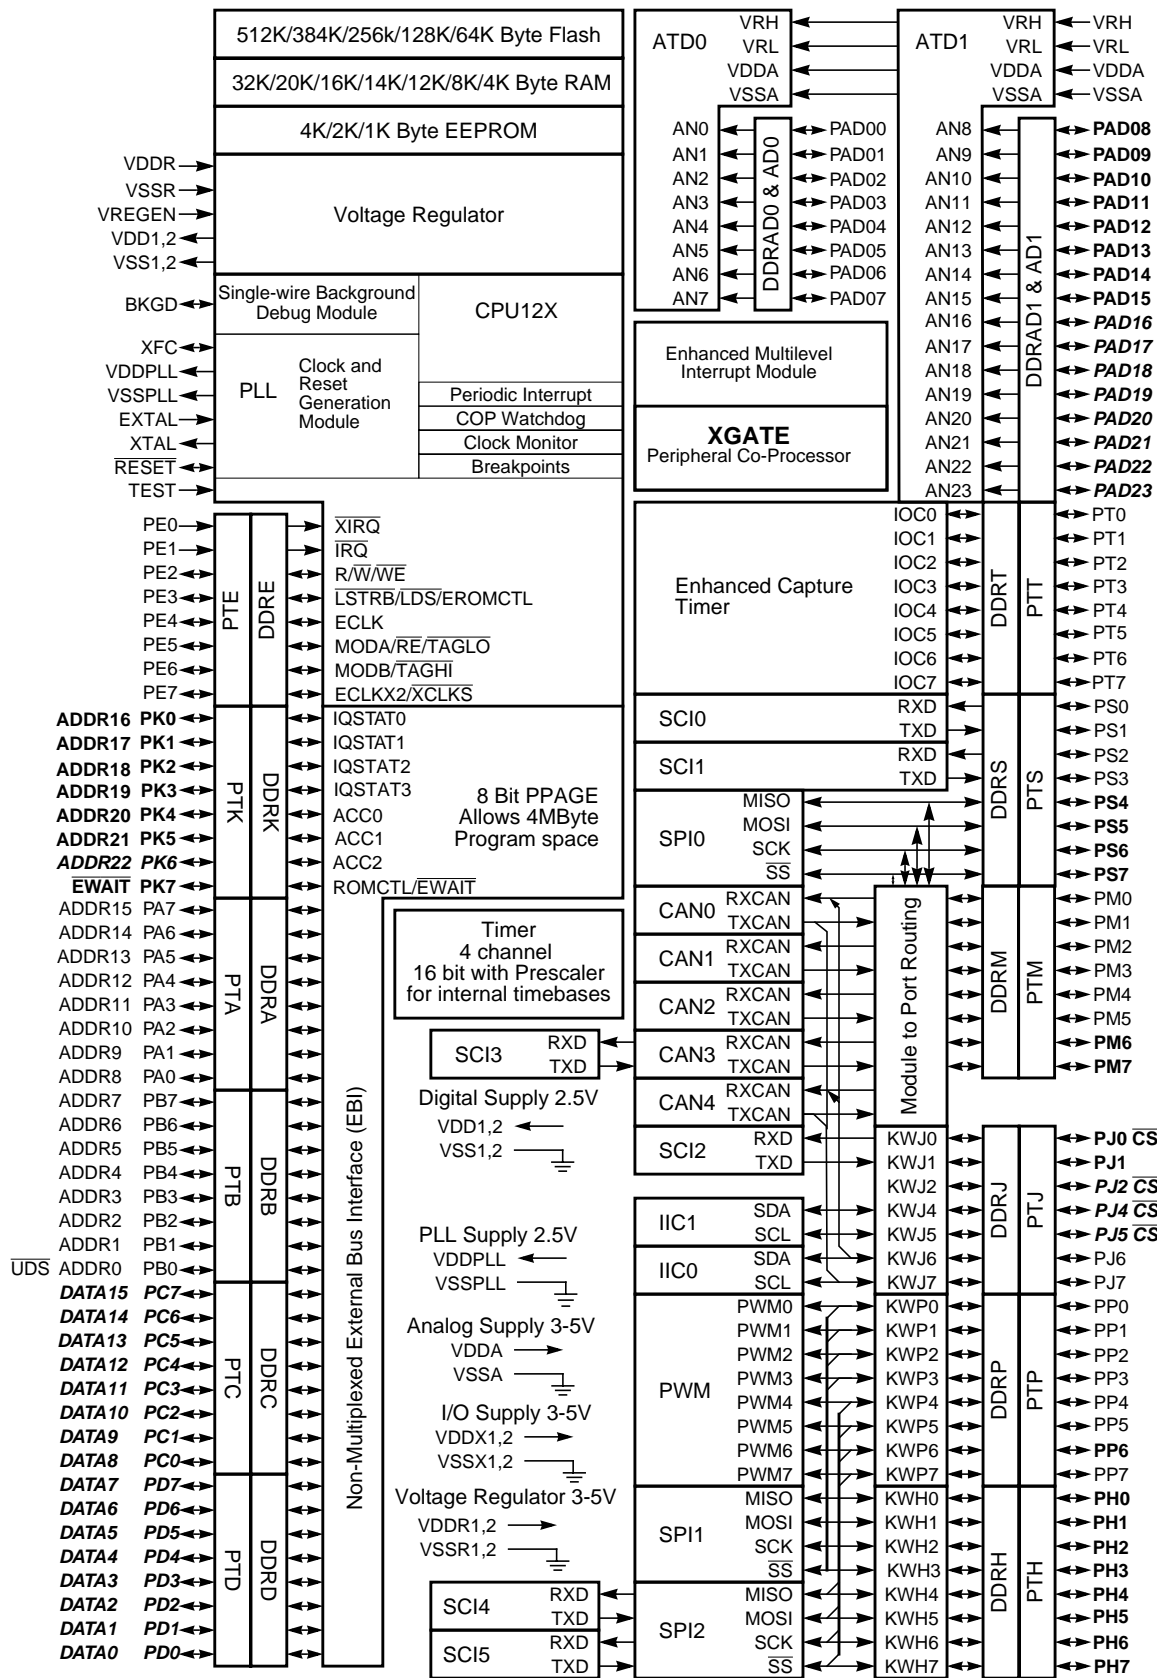 512K/384K/256k/128K/64K Byte Flash
32K/20K/16K/14K/12K/8K/4K Byte RAM
4K/2K/1K Byte EEPROM
VDDR
VSSR
VREGEN
VDD1,2
VSS1,2
Voltage Regulator
BKGD
Single-wire Background
Debug Module
CPU12X
XFC
VDDPLL
VSSPLL
EXTAL
XTAL
RESET
TEST
PLL
Clock and
Reset
Generation
Module
Periodic Interrupt
COP Watchdog
Clock Monitor
Breakpoints
PE0
PE1
PE2
PE3
PE4
PE5
PE6
PE7
PTE
DDRE
XIRQ
IRQ
R/W/WE
LSTRB/LDS/EROMCTL
ECLK
MODA/RE/TAGLO
MODB/TAGHI
ECLKX2/XCLKS
ADDR16 PK0
ADDR17 PK1
ADDR18 PK2
ADDR19 PK3
ADDR20 PK4
ADDR21 PK5
ADDR22 PK6
EWAIT PK7
PTK
DDRK
IQSTAT0
IQSTAT1
IQSTAT2
IQSTAT3
ACC0
ACC1
ACC2
ROMCTL/EWAIT
8 Bit PPAGE
Allows 4MByte
Program space
ADDR15 PA7
ADDR14 PA6
ADDR13 PA5
ADDR12 PA4
ADDR11 PA3
ADDR10 PA2
ADDR9 PA1
ADDR8 PA0
PTA
DDRA
ADDR7 PB7
ADDR6 PB6
ADDR5 PB5
ADDR4 PB4
ADDR3 PB3
ADDR2 PB2
ADDR1 PB1
UDS ADDR0 PB0
PTB
DDRB
DATA15 PC7
DATA14 PC6
DATA13 PC5
DATA12 PC4
DATA11 PC3
DATA10 PC2
DATA9 PC1
DATA8 PC0
PTC
DDRC
DATA7 PD7
DATA6 PD6
DATA5 PD5
DATA4 PD4
DATA3 PD3
DATA2 PD2
DATA1 PD1
DATA0 PD0
PTD
DDRD
Non-Multiplexed External Bus Interface (EBI)
Timer
4 channel
16 bit with Prescaler
for internal timebases
SCI3
RXD
TXD
Digital Supply 2.5V
VDD1,2
VSS1,2
PLL Supply 2.5V
VDDPLL
VSSPLL
Analog Supply 3-5V
VDDA
VSSA
I/O Supply 3-5V
VDDX1,2
VSSX1,2
Voltage Regulator 3-5V
VDDR1,2
VSSR1,2
SCI4
RXD
TXD
SCI5
RXD
TXD
ATD0
VRH
VRL
VDDA
VSSA
AN0
AN1
AN2
AN3
AN4
AN5
AN6
AN7
DDRAD0 & AD0
PAD00
PAD01
PAD02
PAD03
PAD04
PAD05
PAD06
PAD07
ATD1
VRH
VRL
VDDA
VSSA
VRH
VRL
VDDA
VSSA
AN8
AN9
AN10
AN11
AN12
AN13
AN14
AN15
AN16
AN17
AN18
AN19
AN20
AN21
AN22
AN23
DDRAD1 & AD1
PAD08
PAD09
PAD10
PAD11
PAD12
PAD13
PAD14
PAD15
PAD16
PAD17
PAD18
PAD19
PAD20
PAD21
PAD22
PAD23
Enhanced Multilevel
Interrupt Module
XGATE
Peripheral Co-Processor
Enhanced Capture
Timer
IOC0
IOC1
IOC2
IOC3
IOC4
IOC5
IOC6
IOC7
DDRT
PTT
PT0
PT1
PT2
PT3
PT4
PT5
PT6
PT7
SCI0
RXD
TXD
SCI1
RXD
TXD
SPI0
MISO
MOSI
SCK
SS
DDRS
PTS
PS0
PS1
PS2
PS3
PS4
PS5
PS6
PS7
CAN0
RXCAN
TXCAN
CAN1
RXCAN
TXCAN
CAN2
RXCAN
TXCAN
CAN3
RXCAN
TXCAN
CAN4
RXCAN
TXCAN
Module to Port Routing
DDRM
PTM
PM0
PM1
PM2
PM3
PM4
PM5
PM6
PM7
SCI2
RXD
TXD
IIC1
SDA
SCL
IIC0
SDA
SCL
KWJ0
KWJ1
KWJ2
KWJ4
KWJ5
KWJ6
KWJ7
DDRJ
PTJ
PJ0 CS
PJ1
PJ2 CS
PJ4 CS
PJ5 CS
PJ6
PJ7
PWM
PWM0
PWM1
PWM2
PWM3
PWM4
PWM5
PWM6
PWM7
KWP0
KWP1
KWP2
KWP3
KWP4
KWP5
KWP6
KWP7
DDRP
PTP
PP0
PP1
PP2
PP3
PP4
PP5
PP6
PP7
SPI1
MISO
MOSI
SCK
SS
SPI2
MISO
MOSI
SCK
SS
KWH0
KWH1
KWH2
KWH3
KWH4
KWH5
KWH6
KWH7
DDRH
PTH
PH0
PH1
PH2
PH3
PH4
PH5
PH6
PH7